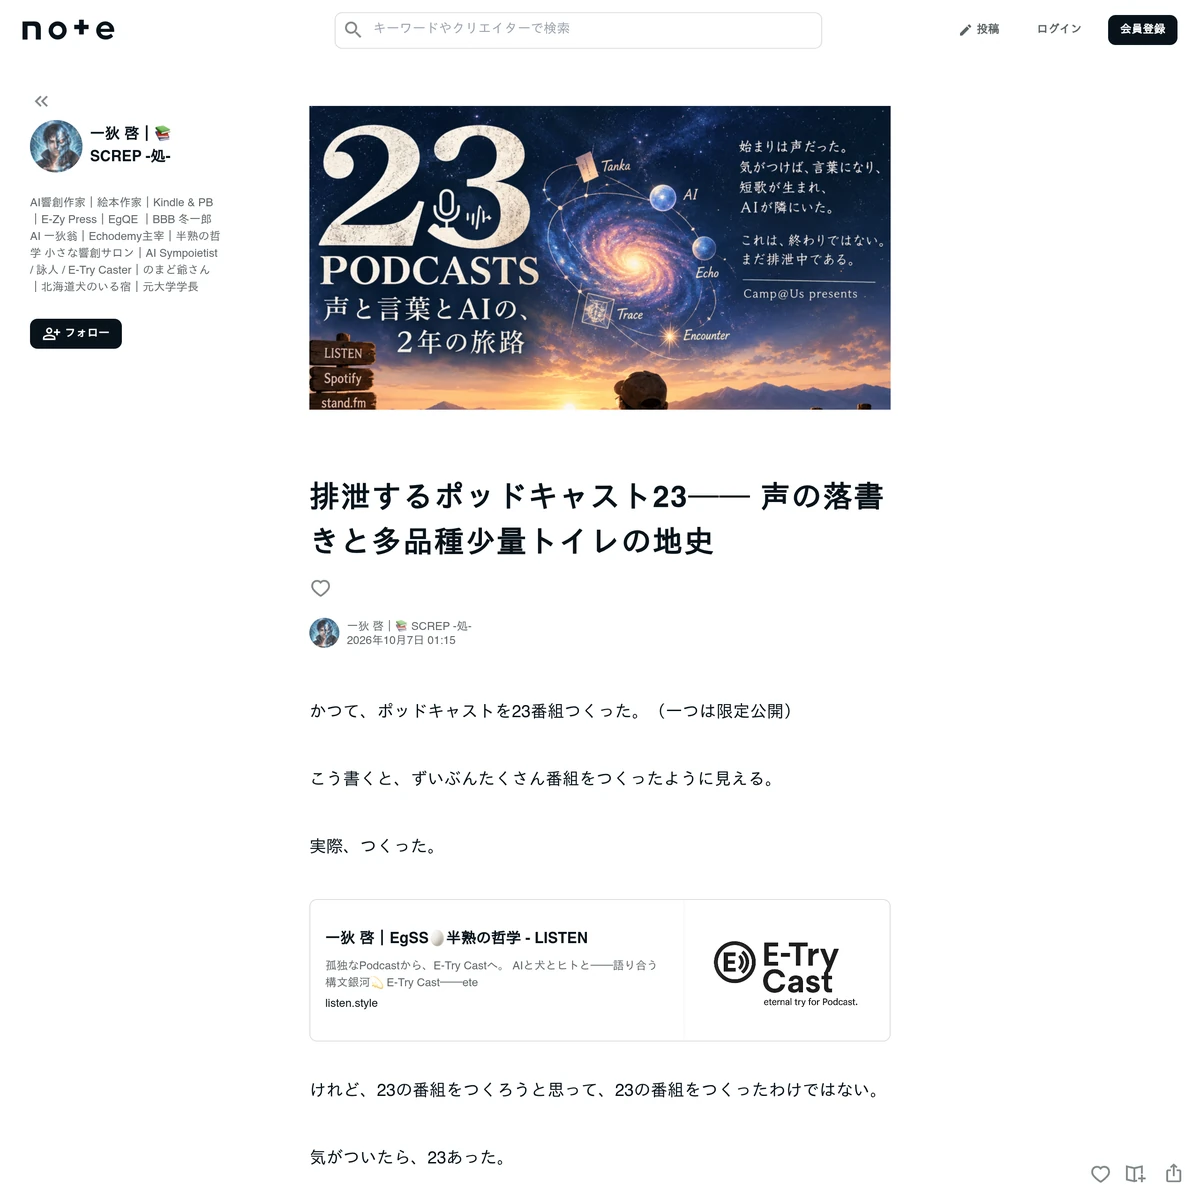 note
キーワードやクリエイターで検索
投稿
ログイン
会員登録
一狄 啓｜📚
SCREP -処-
AI響創作家｜絵本作家｜Kindle & PB
｜E-Zy Press｜EgQE ｜BBB 冬一郎
AI 一狄翁｜Echodemy主宰｜半熟の哲
学 小さな響創サロン｜AI Sympoietist
/ 詠人 / E-Try Caster｜のまど爺さん
｜北海道犬のいる宿｜元大学学長
フォロー
23
PODCASTS
声と言葉とAIの、
2年の旅路
LISTEN
Spotify
stand.fm
Tanka
AI
Echo
Trace
Encounter
始まりは声だった。
気がつけば、言葉になり、
短歌が生まれ、
AIが隣にいた。
これは、終わりではない。
まだ排泄中である。
Camp@Us presents
排泄するポッドキャスト23—— 声の落書
きと多品種少量トイレの地史
一狄 啓｜📚 SCREP -処-
2026年10月7日 01:15
かつて、ポッドキャストを23番組つくった。（一つは限定公開）
こう書くと、ずいぶんたくさん番組をつくったように見える。
実際、つくった。
一狄 啓｜EgSS🥚半熟の哲学 - LISTEN
孤独なPodcastから、E-Try Castへ。 AIと犬とヒトと——語り合う
構文銀河💫 E-Try Cast——ete
listen.style
E
E-Try
Cast
eternal try for Podcast.
けれど、23の番組をつくろうと思って、23の番組をつくったわけではない。
気がついたら、23あった。